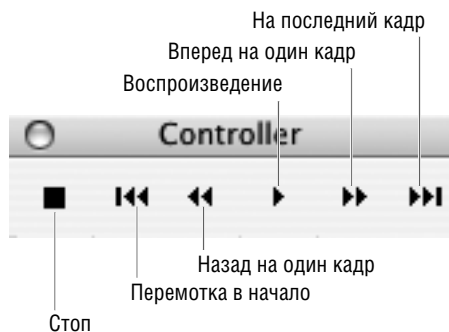 На последний кадр
Вперед на один кадр
Воспроизведение
Controller
Назад на один кадр
Перемотка в начало
Стоп